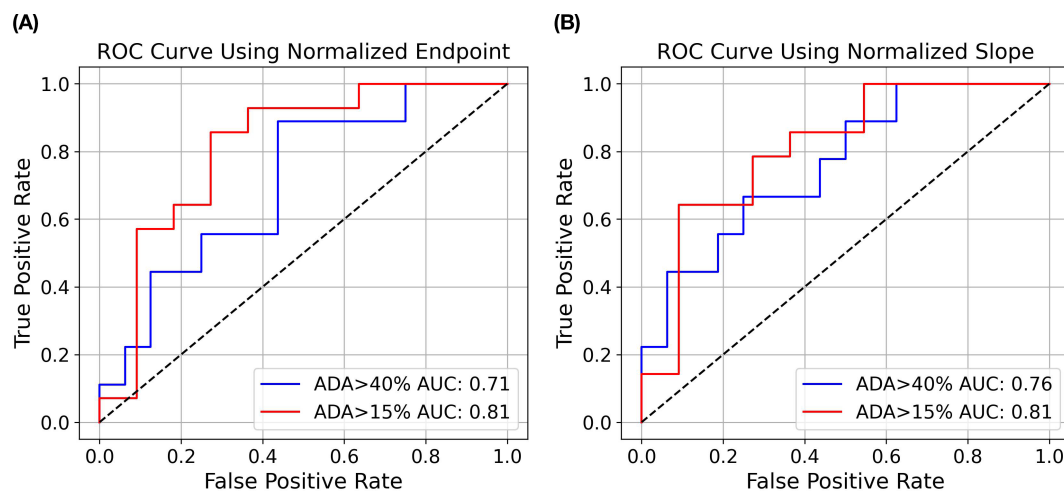 (A)
ROC Curve Using Normalized Endpoint
True Positive Rate
1.0
0.8
0.6
0.4
0.2
0.0
ADA>40% AUC: 0.71
ADA>15% AUC: 0.81
0.0 0.2 0.4 0.6 0.8 1.0
False Positive Rate
(B)
ROC Curve Using Normalized Slope
True Positive Rate
1.0
0.8
0.6
0.4
0.2
0.0
ADA>40% AUC: 0.76
ADA>15% AUC: 0.81
0.0 0.2 0.4 0.6 0.8 1.0
False Positive Rate